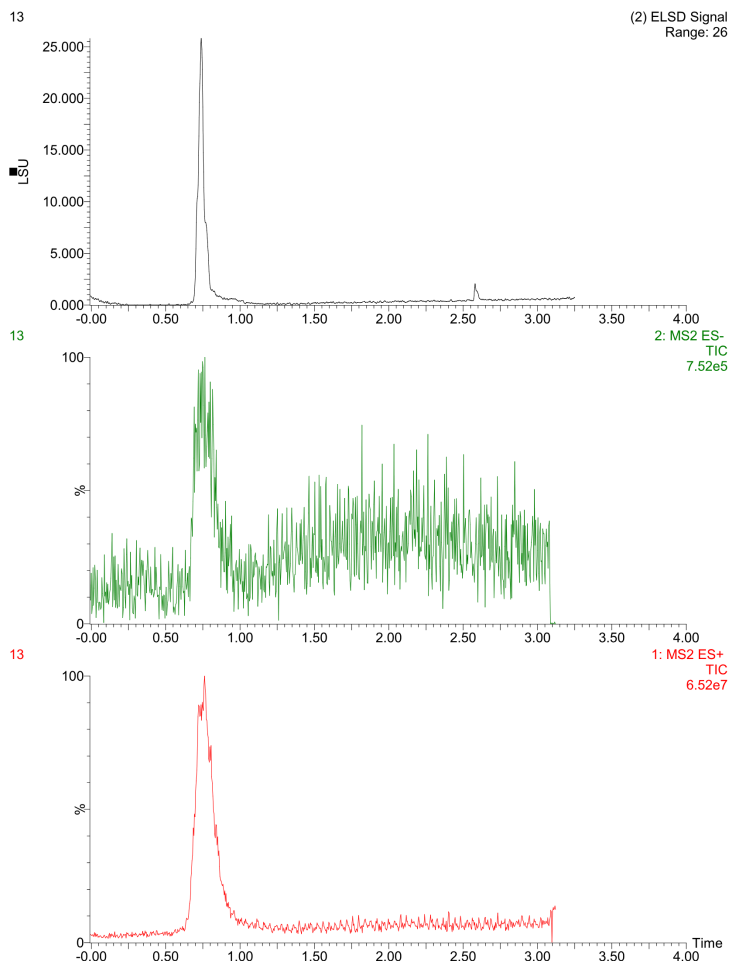 13
(2) ELSD Signal
Range: 26
25.000
20.000
15.000
10.000
5.000
0.000
LSU
-0.00 0.50 1.00 1.50 2.00 2.50 3.00 3.50 4.00
13
2: MS2 ES-
TIC
7.52e5
100
%
0
-0.00 0.50 1.00 1.50 2.00 2.50 3.00 3.50 4.00
13
1: MS2 ES+
TIC
6.52e7
100
%
0
Time
-0.00 0.50 1.00 1.50 2.00 2.50 3.00 3.50 4.00